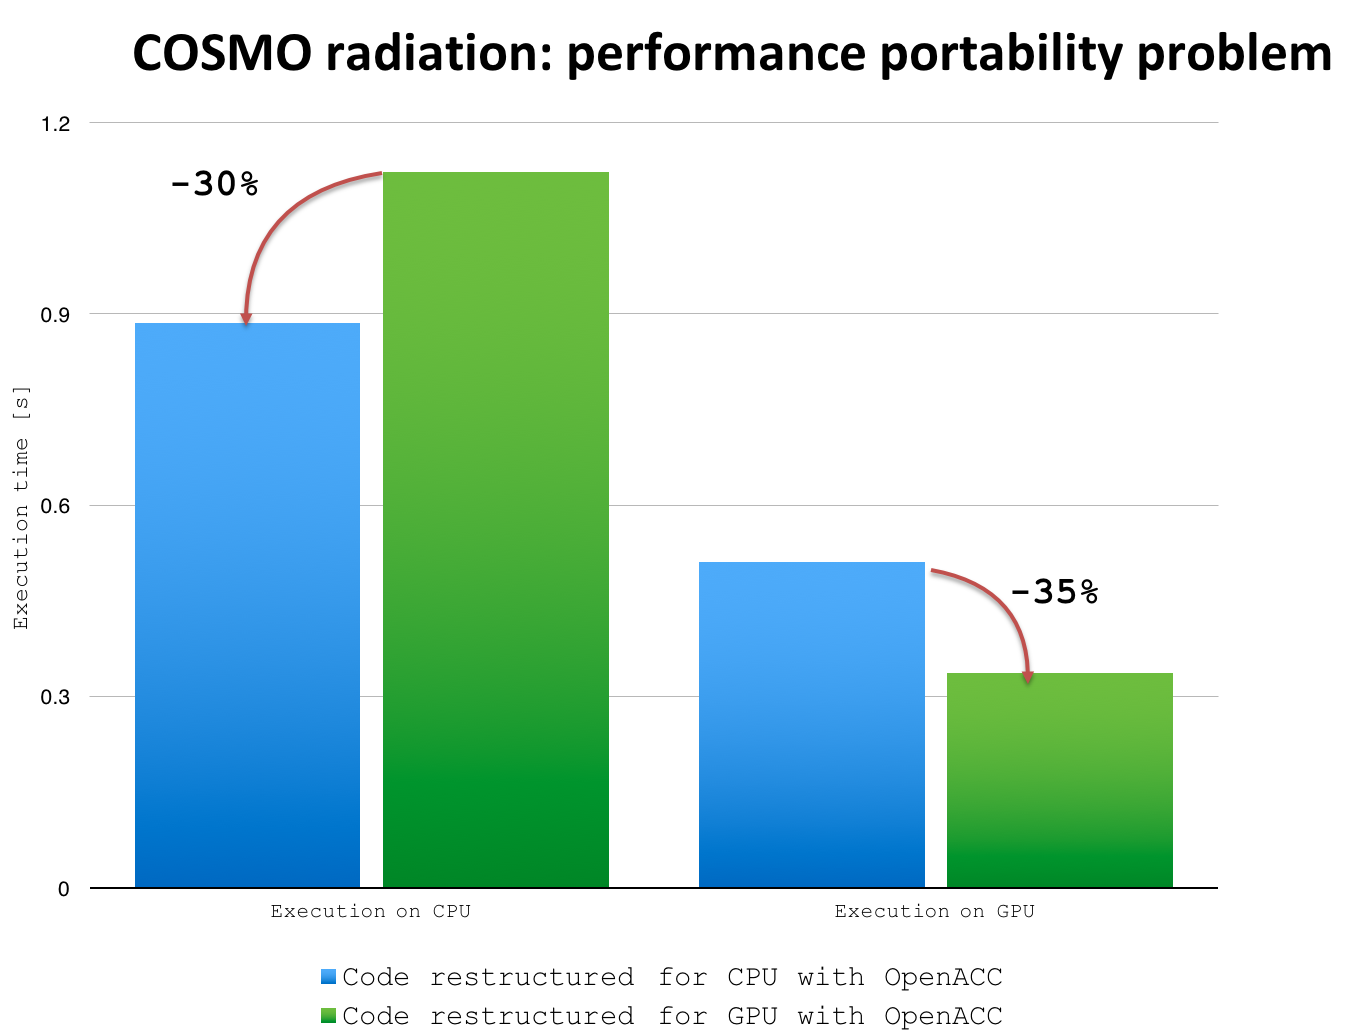 COSMO radiation: performance portability problem
1.2
-30%
0.9
Execution time [s]
0.6
-35%
0.3
0
Execution on CPU
Execution on GPU
Code restructured for CPU with OpenACC
Code restructured for GPU with OpenACC